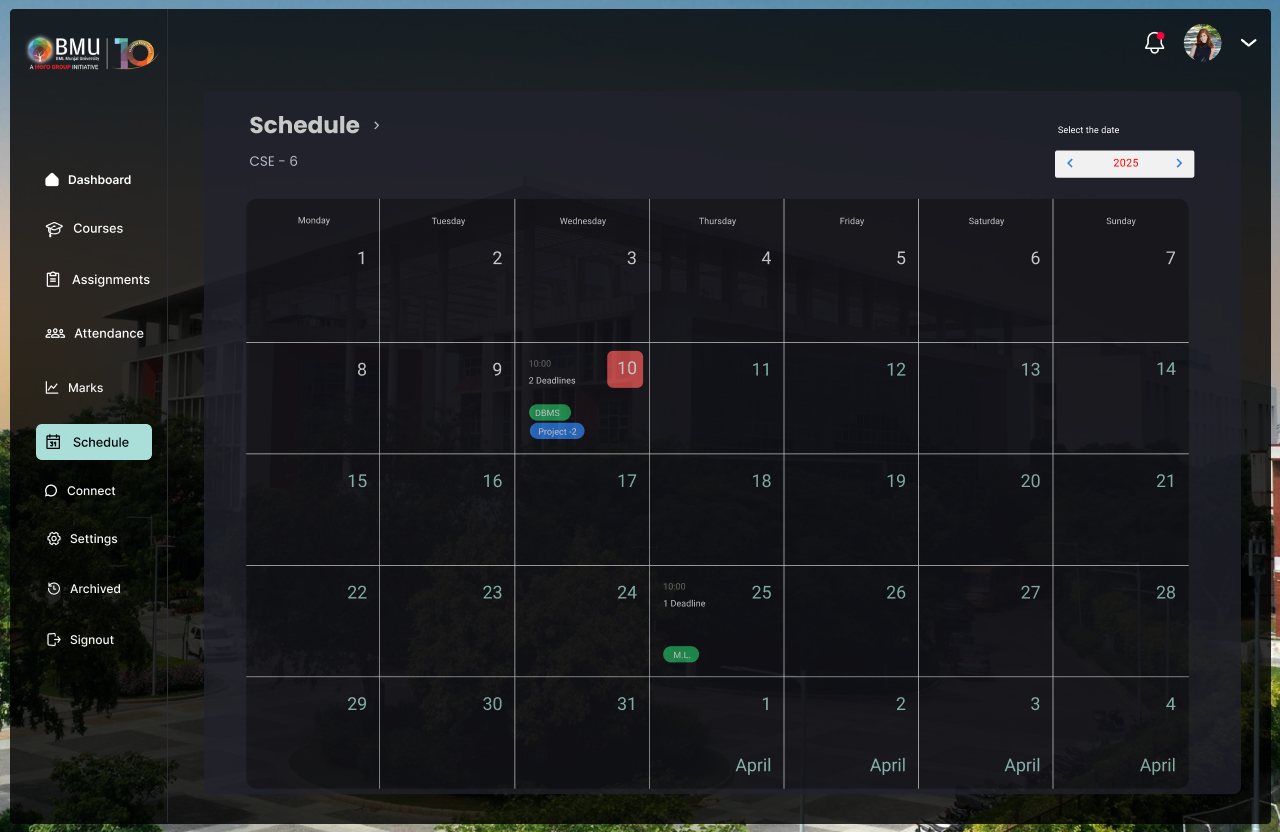 BMU
BML Munjal University
A HERO GROUP INITIATIVE
10
Dashboard
Courses
Assignments
Attendance
Marks
31
Schedule
Connect
Settings
Archived
Signout
Schedule
CSE - 6
Select the date
2025
Monday Tuesday Wednesday Thursday Friday Saturday Sunday
1 2 3 4 5 6 7
8 9 10 11 12 13 14
10:00
2 Deadlines
DBMS
Project -2
15 16 17 18 19 20 21
22 23 24 25 26 27 28
10:00
1 Deadline
M.L.
29 30 31 1 2 3 4
April April April April